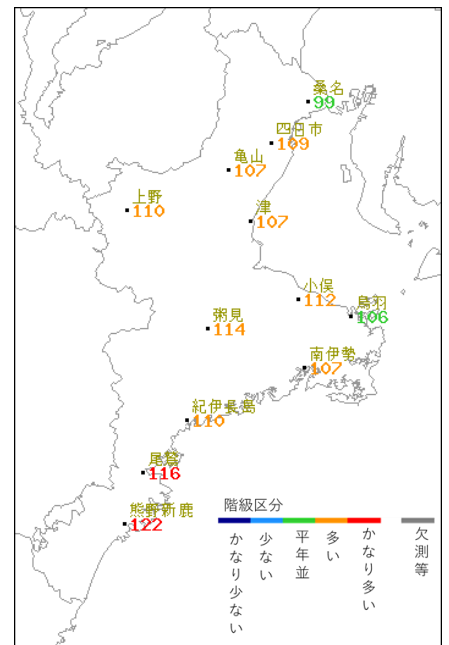 桑名
99
四日市
109
亀山
107
上野
110
津
107
小俣
112
鳥羽
106
粥見
114
南伊勢
107
紀伊長島
110
尾鷲
116
熊野新鹿
122
階級区分
かなり少ない
少ない
平年並
多い
かなり多い
欠測等